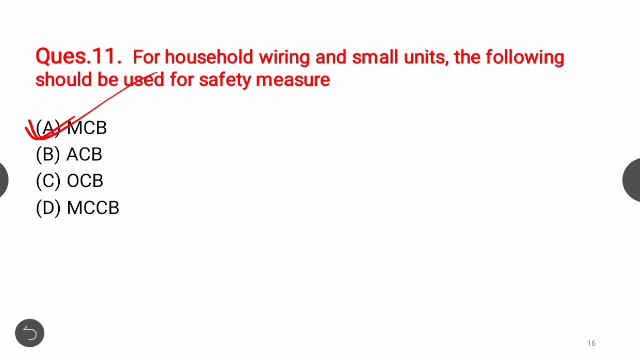 Ques.11. For household wiring and small units, the following
should be used for safety measure
(A) MCB
(B) ACB
(C) OCB
(D) MCCB
16